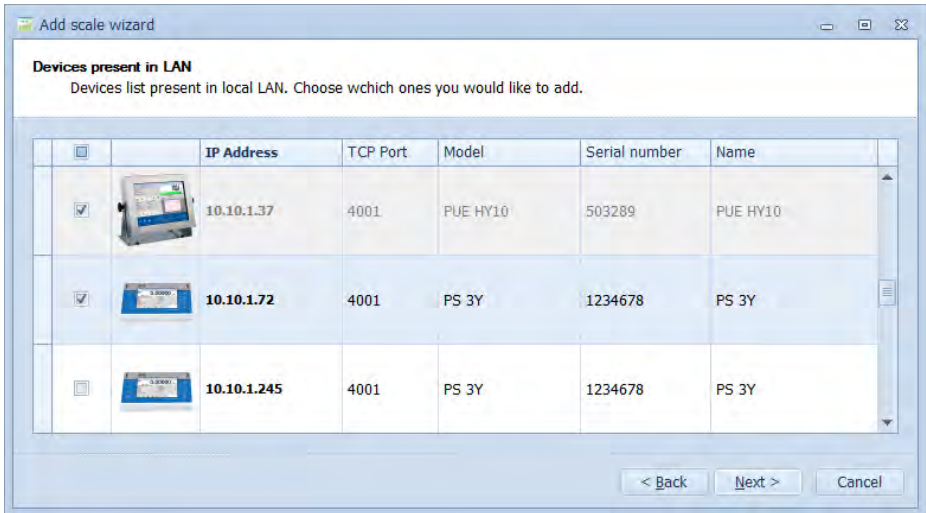 Add scale wizard
Devices present in LAN
Devices list present in local LAN. Choose wchich ones you would like to add.
IP Address TCP Port Model Serial number Name
10.10.1.37 4001 PUE HY10 503289 PUE HY10
10.10.1.72 4001 PS 3Y 1234678 PS 3Y
10.10.1.245 4001 PS 3Y 1234678 PS 3Y
< Back Next > Cancel